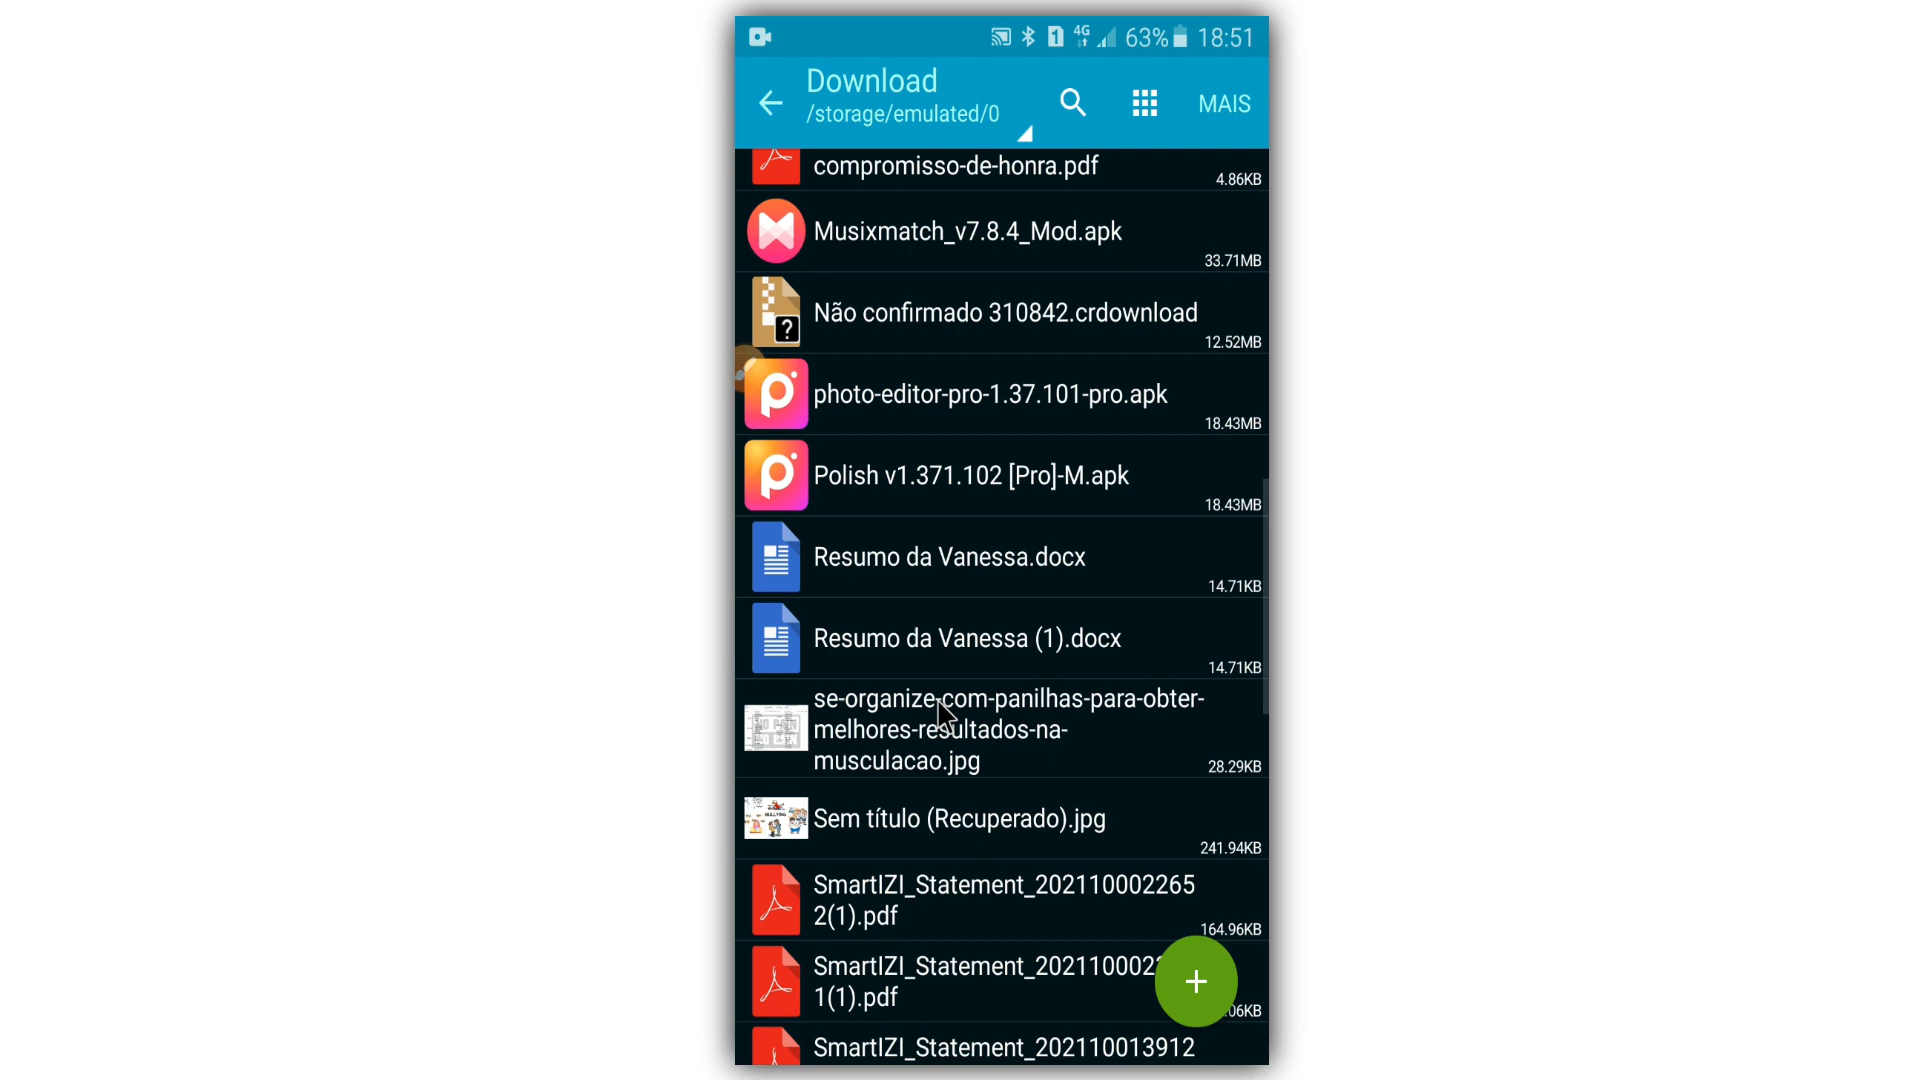 4G 63% 18:51
Download
/storage/emulated/0
MAIS
compromisso-de-honra.pdf
4.86KB
Musixmatch_v7.8.4_Mod.apk
33.71MB
Não confirmado 310842.crdownload
12.52MB
photo-editor-pro-1.37.101-pro.apk
18.43MB
Polish v1.371.102 [Pro]-M.apk
18.43MB
Resumo da Vanessa.docx
14.71KB
Resumo da Vanessa (1).docx
14.71KB
se-organize-com-panilhas-para-obter-
melhores-resultados-na-
musculacao.jpg
28.29KB
Sem título (Recuperado).jpg
241.94KB
SmartIZI_Statement_202110002265
2(1).pdf
164.96KB
SmartIZI_Statement_202110002
1(1).pdf
06KB
SmartIZI_Statement_202110013912